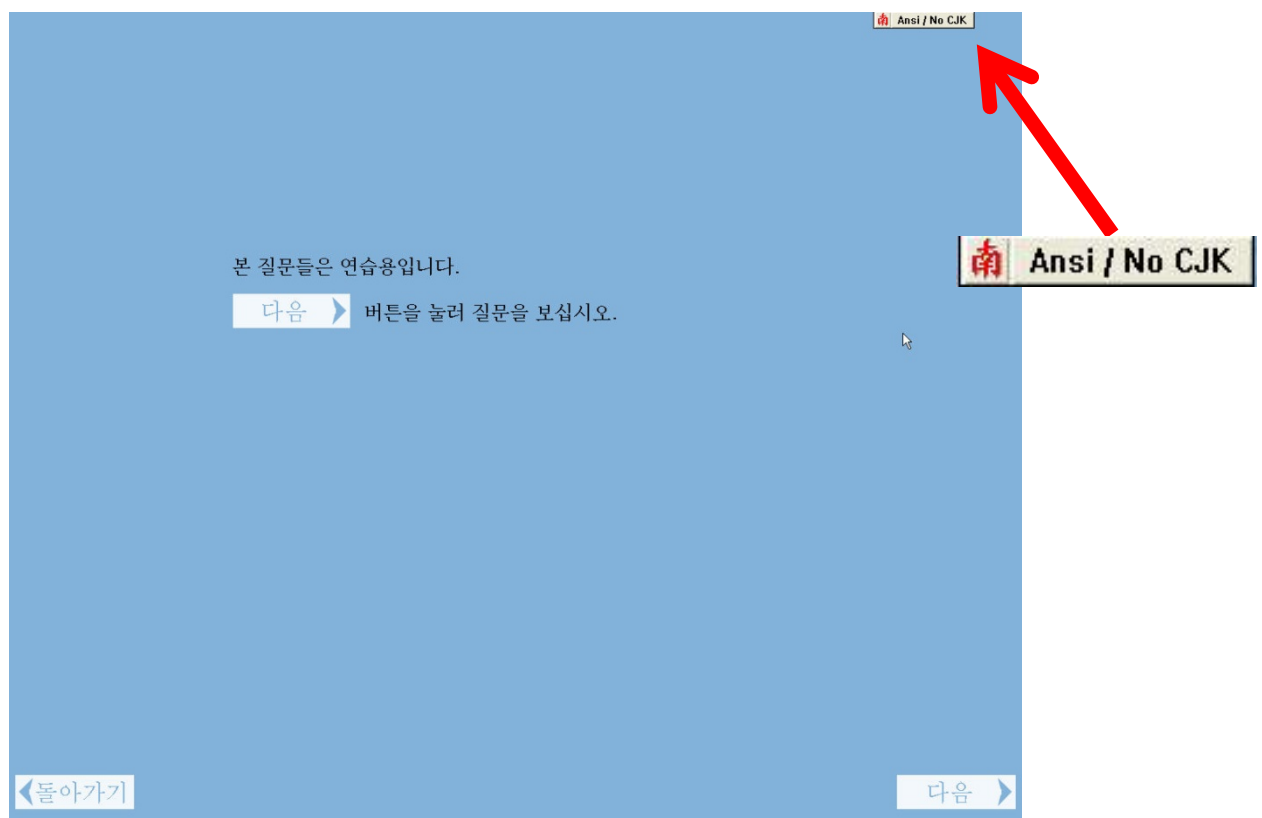 南 Ansi / No CJK
본 질문들은 연습용입니다.
南 Ansi / No CJK
다음 버튼을 눌러 질문을 보십시오.
돌아가기
다음